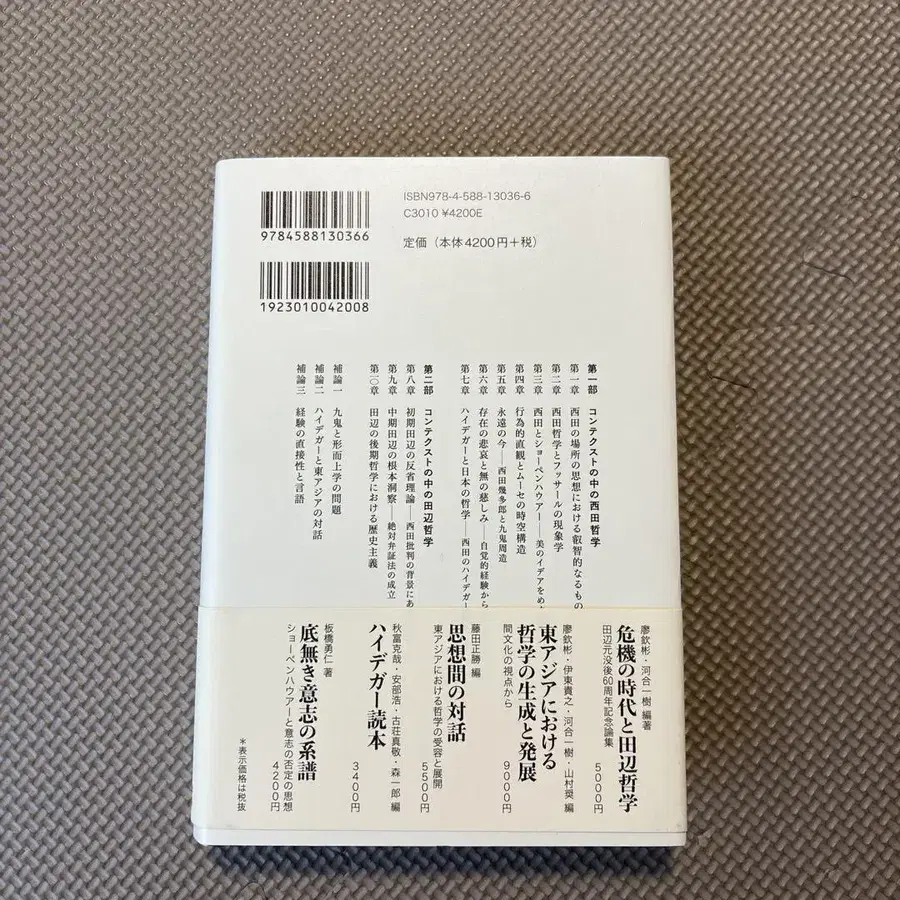 ISBN978-4-588-13036-6
C3010 ¥4200E
定価（本体4200円＋税）
9784588130366
1923010042008
第一部 コンテクストの中の西田哲学
第一章 西田の場所の思想における叡智的なるもの
第二章 西田哲学とフッサールの現象学
第三章 西田とショーペンハウアー――美のイデアをめ
第四章 行為的直観とムーセの時空構造
第五章 永遠の今――西田幾多郎と九鬼周造
第六章 存在の悲哀と無の慈しみ――自覚的経験から
第七章 ハイデガーと日本の哲学――西田のハイデガー
第二部 コンテクストの中の田辺哲学
第八章 初期田辺の反省理論――西田批判の背景にあ
第九章 中期田辺の根本洞察――絶対弁証法の成立
第一〇章 田辺の後期哲学における歴史主義
補論一 九鬼と形而上学の問題
補論二 ハイデガーと東アジアの対話
補論三 経験の直接性と言語
廖欽彬・河合一樹 編著
危機の時代と田辺哲学
田辺元没後60周年記念論集
5000円
廖欽彬・伊東貴之・河合一樹・山村奨 編
東アジアにおける
哲学の生成と発展
間文化の視点から
9000円
藤田正勝 編
思想間の対話
東アジアにおける哲学の受容と展開
5500円
秋富克哉・安部浩・古荘真敬・森一郎 編
ハイデガー読本
3400円
板橋勇仁 著
底無き意志の系譜
ショーペンハウアーと意志の否定の思想
4200円
＊表示価格は税抜